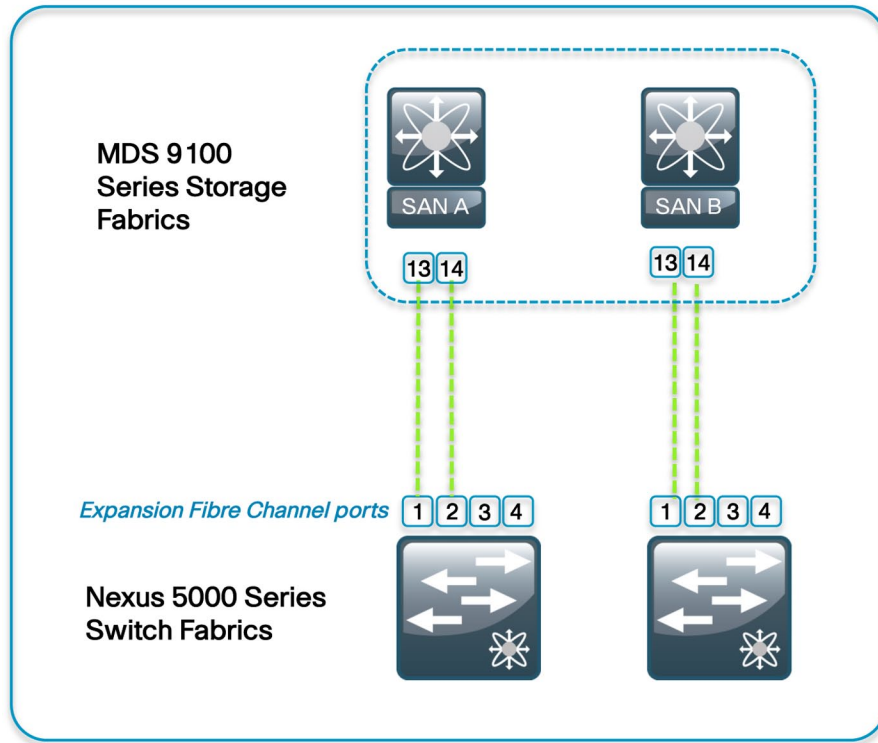 MDS 9100
Series Storage
Fabrics
SAN A
SAN B
13 14
13 14
Expansion Fibre Channel ports
1 2 3 4
1 2 3 4
Nexus 5000 Series
Switch Fabrics